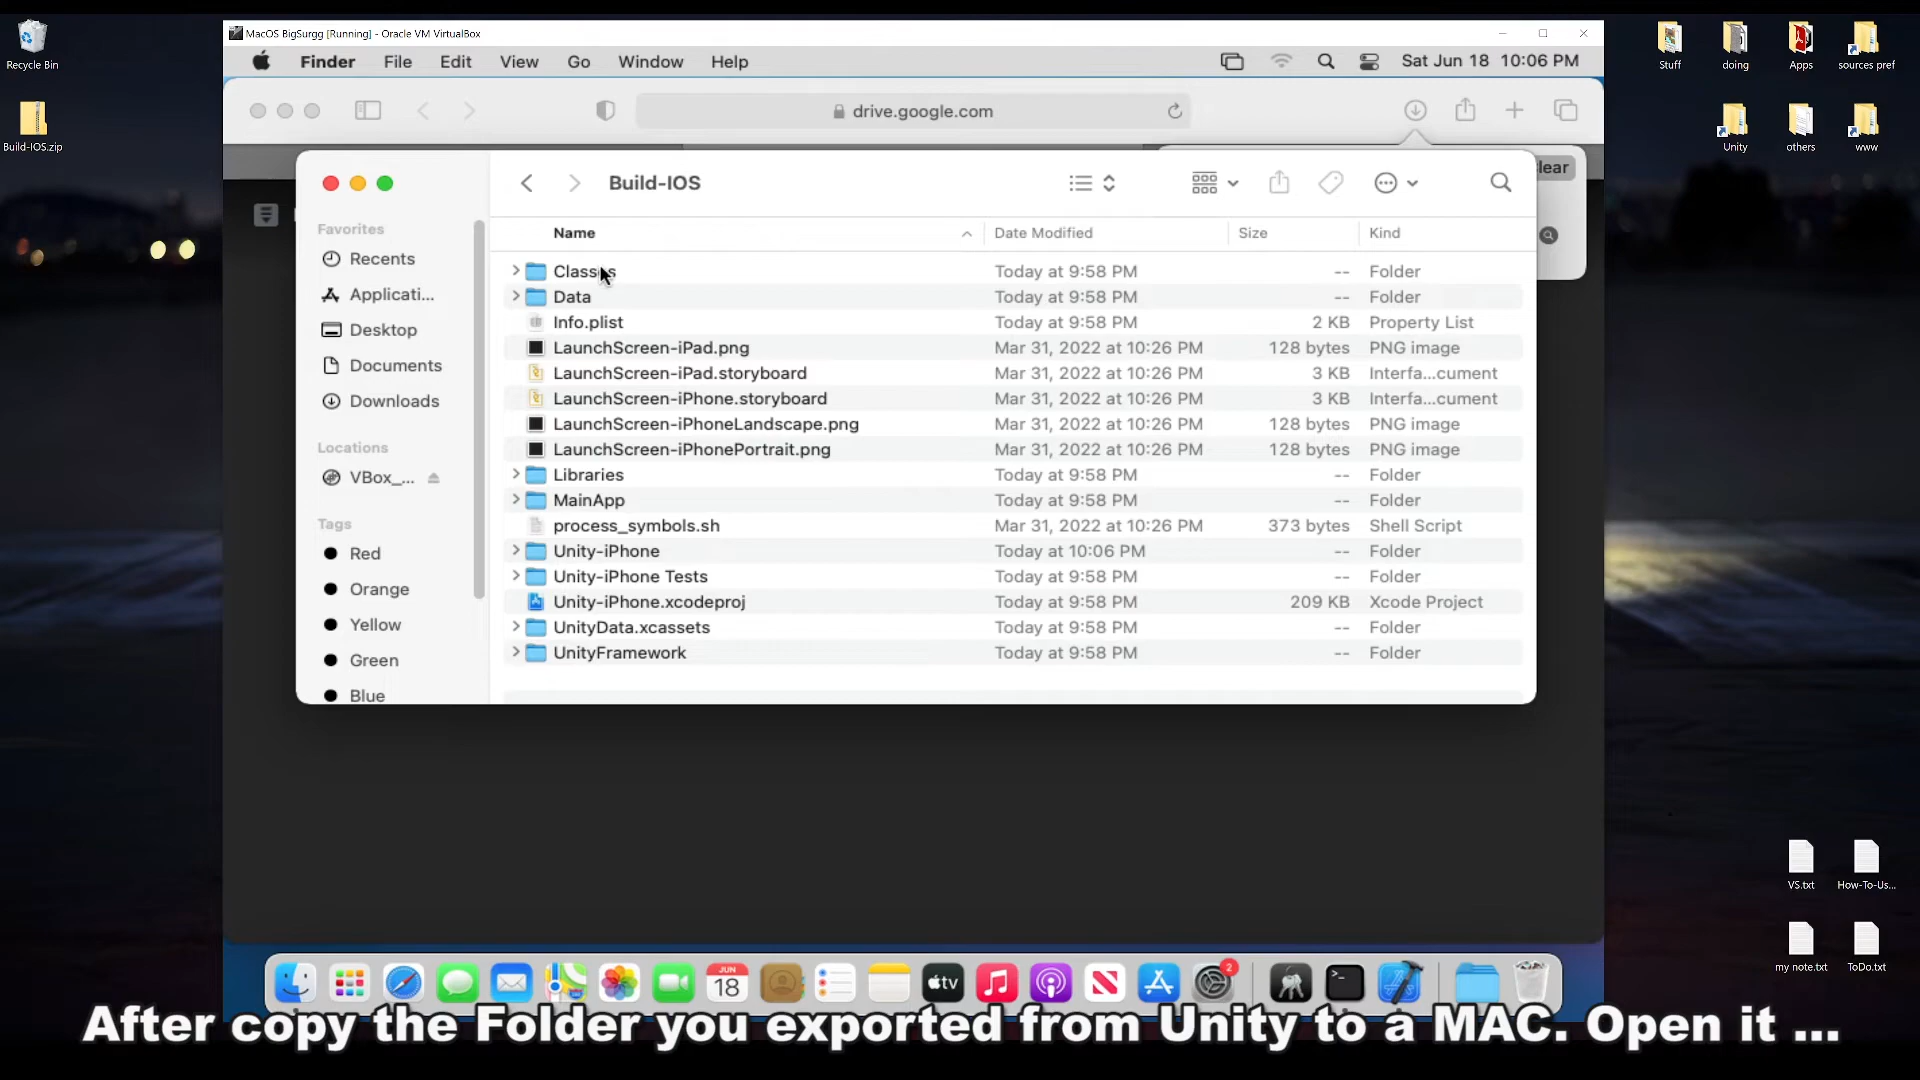 Recycle Bin
Build-IOS.zip
MacOS BigSurgg [Running] - Oracle VM VirtualBox
Finder File Edit View Go Window Help
Sat Jun 18 10:06 PM
drive.google.com
Stuff doing Apps sources pref
Unity others www
lear
Build-IOS
Favorites
Recents
Applicati...
Desktop
Documents
Downloads
Locations
VBox_...
Tags
Red
Orange
Yellow
Green
Blue
Name Date Modified Size Kind
Classes Today at 9:58 PM -- Folder
Data Today at 9:58 PM -- Folder
Info.plist Today at 9:58 PM 2 KB Property List
LaunchScreen-iPad.png Mar 31, 2022 at 10:26 PM 128 bytes PNG image
LaunchScreen-iPad.storyboard Mar 31, 2022 at 10:26 PM 3 KB Interfa...cument
LaunchScreen-iPhone.storyboard Mar 31, 2022 at 10:26 PM 3 KB Interfa...cument
LaunchScreen-iPhoneLandscape.png Mar 31, 2022 at 10:26 PM 128 bytes PNG image
LaunchScreen-iPhonePortrait.png Mar 31, 2022 at 10:26 PM 128 bytes PNG image
Libraries Today at 9:58 PM -- Folder
MainApp Today at 9:58 PM -- Folder
process_symbols.sh Mar 31, 2022 at 10:26 PM 373 bytes Shell Script
Unity-iPhone Today at 10:06 PM -- Folder
Unity-iPhone Tests Today at 9:58 PM -- Folder
Unity-iPhone.xcodeproj Today at 9:58 PM 209 KB Xcode Project
UnityData.xcassets Today at 9:58 PM -- Folder
UnityFramework Today at 9:58 PM -- Folder
VS.txt How-To-Us...
my note.txt ToDo.txt
JUN
18
tv
2
After copy the Folder you exported from Unity to a MAC. Open it ...